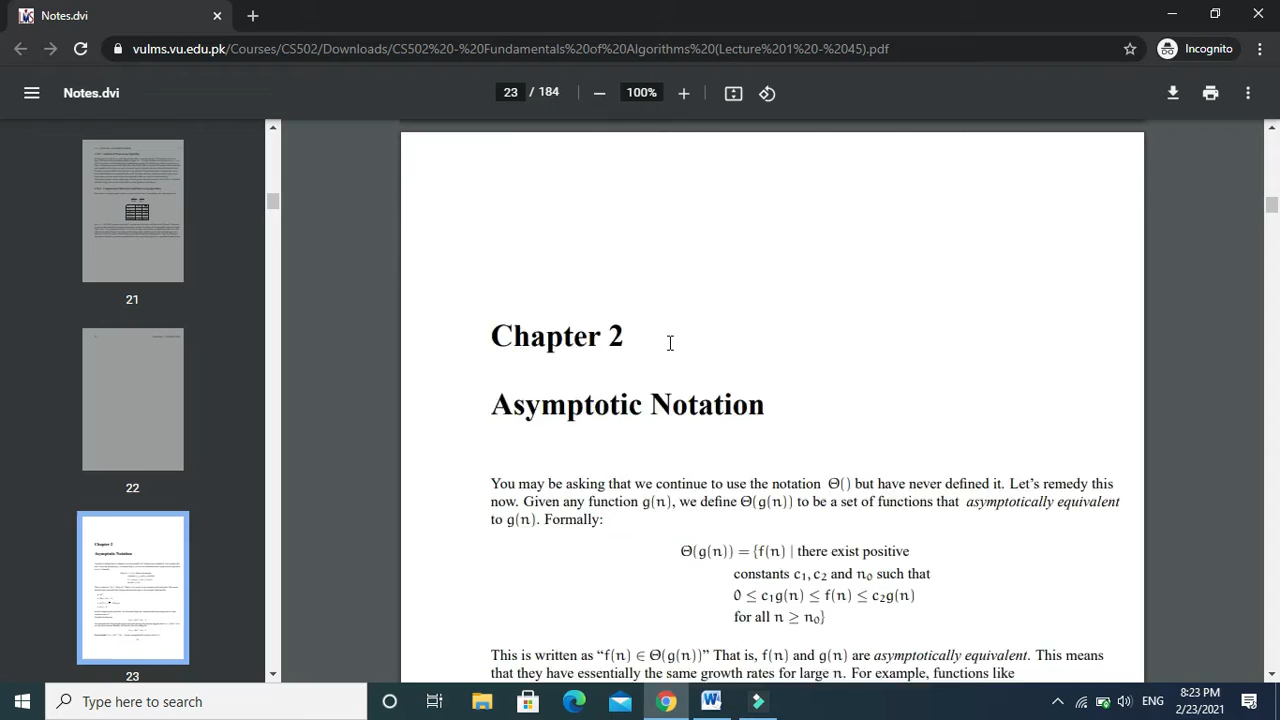 Notes.dvi
vulms.vu.edu.pk/Courses/CS502/Downloads/CS502%20-%20Fundamentals%20of%20Algorithms%20(Lecture%201%20-%2045).pdf
Incognito
Notes.dvi
23 / 184
100%
21
22
23
Chapter 2
Asymptotic Notation
You may be asking that we continue to use the notation Θ() but have never defined it. Let's remedy this
now. Given any function g(n), we define Θ(g(n)) to be a set of functions that asymptotically equivalent
to g(n). Formally:
Θ(g(n)) = {f(n) | there exist positive
constants c₁, c₂ and n₀ such that
0 ≤ c₁g(n) ≤ f(n) ≤ c₂g(n)
for all n ≥ n₀}
This is written as "f(n) ∈ Θ(g(n))" That is, f(n) and g(n) are asymptotically equivalent. This means
that they have essentially the same growth rates for large n. For example, functions like
Type here to search
ENG
8:23 PM
2/23/2021